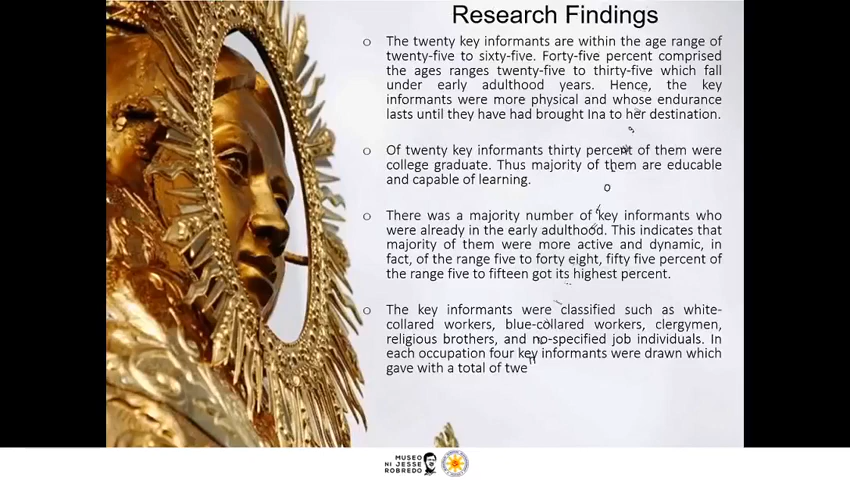 Research Findings
o The twenty key informants are within the age range of
twenty-five to sixty-five. Forty-five percent comprised
the ages ranges twenty-five to thirty-five which fall
under early adulthood years. Hence, the key
informants were more physical and whose endurance
lasts until they have had brought Ina to her destination.
o Of twenty key informants thirty percent of them were
college graduate. Thus majority of them are educable
and capable of learning.
o There was a majority number of key informants who
were already in the early adulthood. This indicates that
majority of them were more active and dynamic, in
fact, of the range five to forty eight, fifty five percent of
the range five to fifteen got its highest percent.
o The key informants were classified such as white-
collared workers, blue-collared workers, clergymen,
religious brothers, and no-specified job individuals. In
each occupation four key informants were drawn which
gave with a total of twe
MUSEO
NI JESSE
ROBREDO